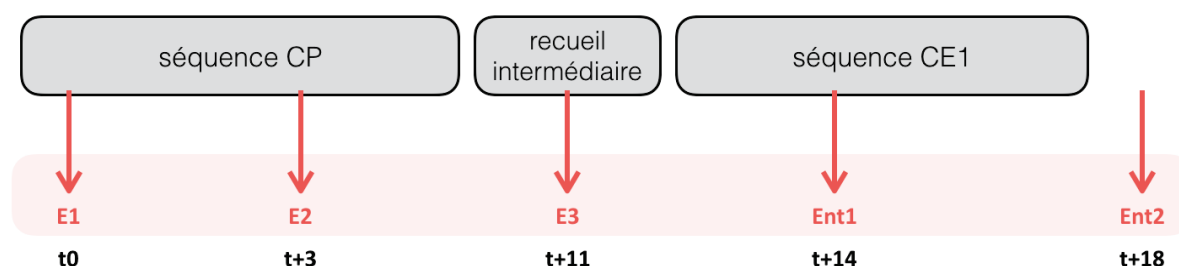 séquence CP
recueil
intermédiaire
séquence CE1
E1
E2
E3
Ent1
Ent2
t0
t+3
t+11
t+14
t+18